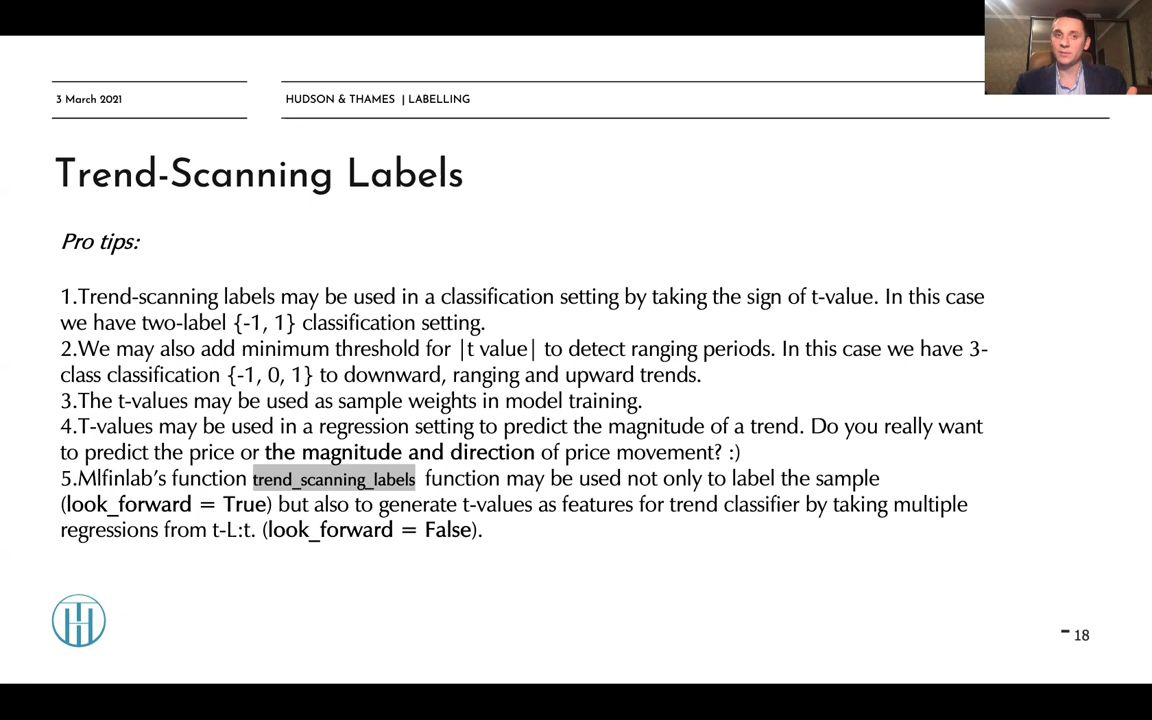 3 March 2021
HUDSON & THAMES | LABELLING
Trend-Scanning Labels
Pro tips:
1.Trend-scanning labels may be used in a classification setting by taking the sign of t-value. In this case
we have two-label {-1, 1} classification setting.
2.We may also add minimum threshold for |t value| to detect ranging periods. In this case we have 3-
class classification {-1, 0, 1} to downward, ranging and upward trends.
3.The t-values may be used as sample weights in model training.
4.T-values may be used in a regression setting to predict the magnitude of a trend. Do you really want
to predict the price or the magnitude and direction of price movement? :)
5.Mlfinlab's function trend_scanning_labels function may be used not only to label the sample
(look_forward = True) but also to generate t-values as features for trend classifier by taking multiple
regressions from t-L:t. (look_forward = False).
- 18